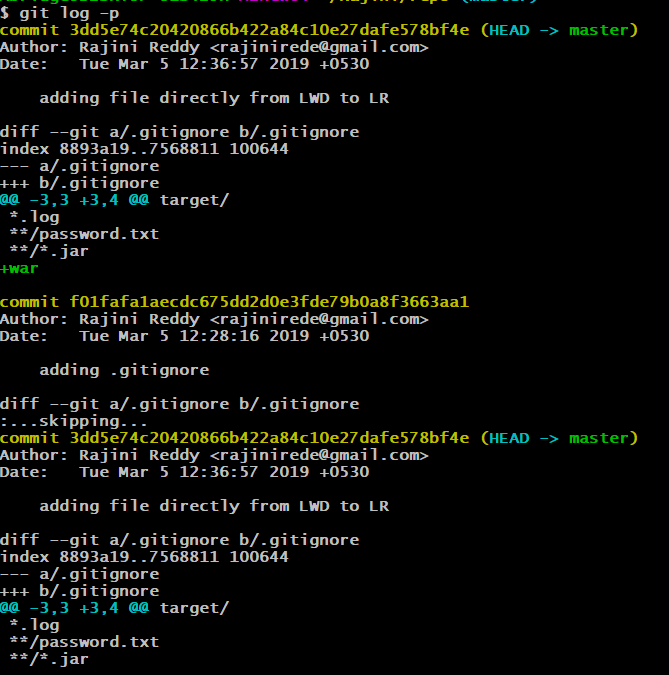 $ git log -p
commit 3dd5e74c20420866b422a84c10e27dafe578bf4e (HEAD -> master)
Author: Rajini Reddy <rajinirede@gmail.com>
Date:   Tue Mar 5 12:36:57 2019 +0530

    adding file directly from LWD to LR

diff --git a/.gitignore b/.gitignore
index 8893a19..7568811 100644
--- a/.gitignore
+++ b/.gitignore
@@ -3,3 +3,4 @@ target/
 *.log
 **/password.txt
 **/*.jar
+war

commit f01fafa1aecdc675dd2d0e3fde79b0a8f3663aa1
Author: Rajini Reddy <rajinirede@gmail.com>
Date:   Tue Mar 5 12:28:16 2019 +0530

    adding .gitignore

diff --git a/.gitignore b/.gitignore
:...skipping...
commit 3dd5e74c20420866b422a84c10e27dafe578bf4e (HEAD -> master)
Author: Rajini Reddy <rajinirede@gmail.com>
Date:   Tue Mar 5 12:36:57 2019 +0530

    adding file directly from LWD to LR

diff --git a/.gitignore b/.gitignore
index 8893a19..7568811 100644
--- a/.gitignore
+++ b/.gitignore
@@ -3,3 +3,4 @@ target/
 *.log
 **/password.txt
 **/*.jar